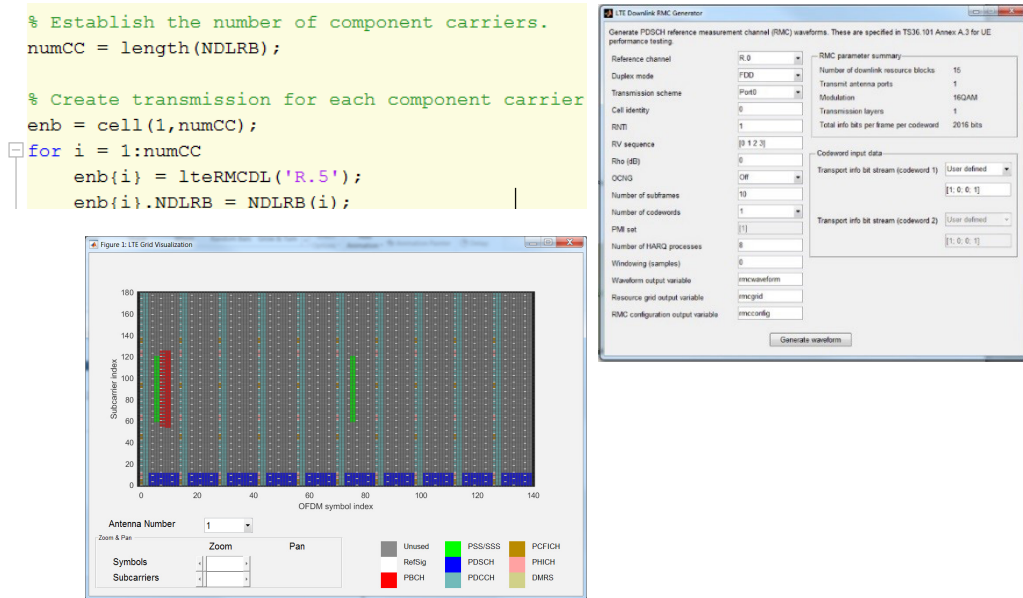 % Establish the number of component carriers.
numCC = length(NDLRB);
% Create transmission for each component carrier
enb = cell(1,numCC);
for i = 1:numCC
enb{i} = lteRMCDL('R.5');
enb{i}.NDLRB = NDLRB(i);
LTE Downlink RMC Generator
Generate PDSCH reference measurement channel (RMC) waveforms. These are specified in TS36.101 Annex A.3 for UE
performance testing.
Reference channel R.0
Duplex mode FDD
Transmission scheme Port0
Cell identity 0
RNTI 1
RV sequence [0 1 2 3]
Rho (dB) 0
OCNG Off
Number of subframes 10
Number of codewords 1
PMI set [1]
Number of HARQ processes 8
Windowing (samples) 0
Waveform output variable rmcwaveform
Resource grid output variable rmcgrid
RMC configuration output variable rmcconfig
RMC parameter summary
Number of downlink resource blocks 15
Transmit antenna ports 1
Modulation 16QAM
Transmission layers 1
Total info bits per frame per codeword 2016 bits
Codeword input data
Transport info bit stream (codeword 1) User defined
[1; 0; 0; 1]
Transport info bit stream (codeword 2) User defined
[1; 0; 0; 1]
Generate waveform
Figure 1: LTE Grid Visualization
180
160
140
120
100
80
60
40
20
0
Subcarrier index
0 20 40 60 80 100 120 140
OFDM symbol index
Antenna Number 1
Zoom & Pan
Zoom Pan
Symbols
Subcarriers
Unused PSS/SSS PCFICH
RefSig PDSCH PHICH
PBCH PDCCH DMRS